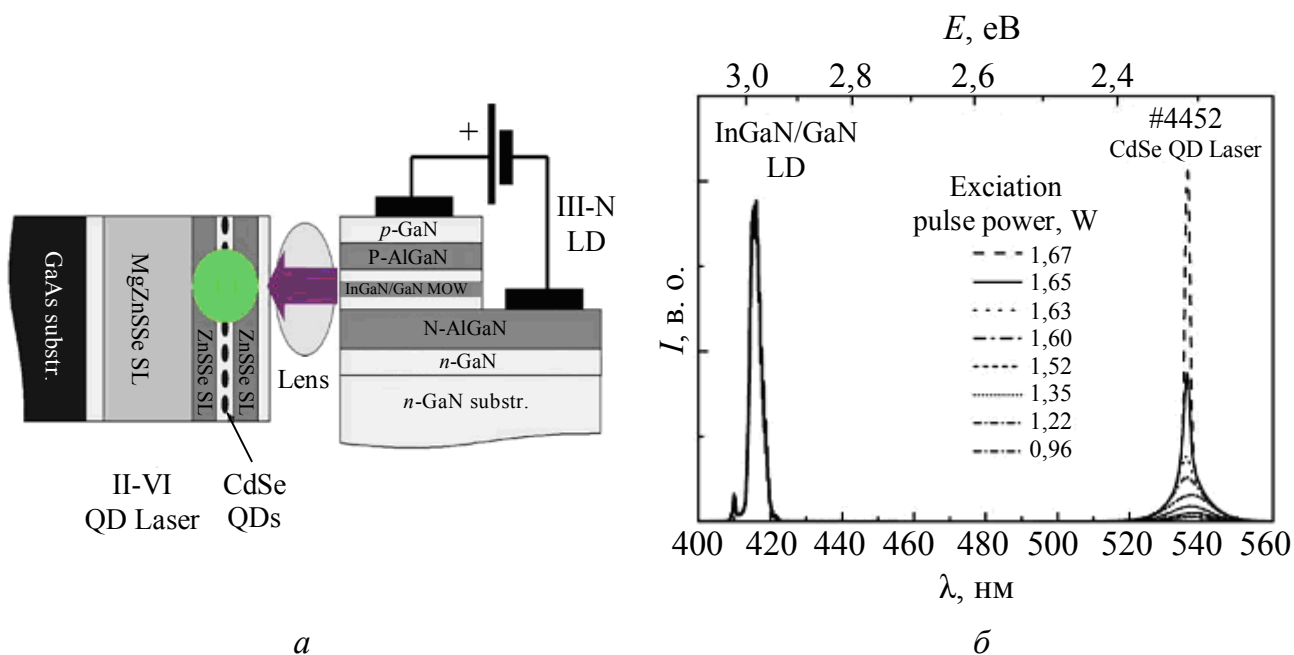 +
III-N
LD
p-GaN
P-AlGaN
InGaN/GaN MOW
N-AlGaN
n-GaN
n-GaN substr.
GaAs substr.
MgZnSSe SL
ZnSSe SL
ZnSSe SL
Lens
II-VI
QD Laser
CdSe
QDs
а
E, еВ
3,0 2,8 2,6 2,4
InGaN/GaN
LD
#4452
CdSe QD Laser
Exciation
pulse power, W
1,67
1,65
1,63
1,60
1,52
1,35
1,22
0,96
I, в. о.
400 420 440 460 480 500 520 540 560
λ, нм
б